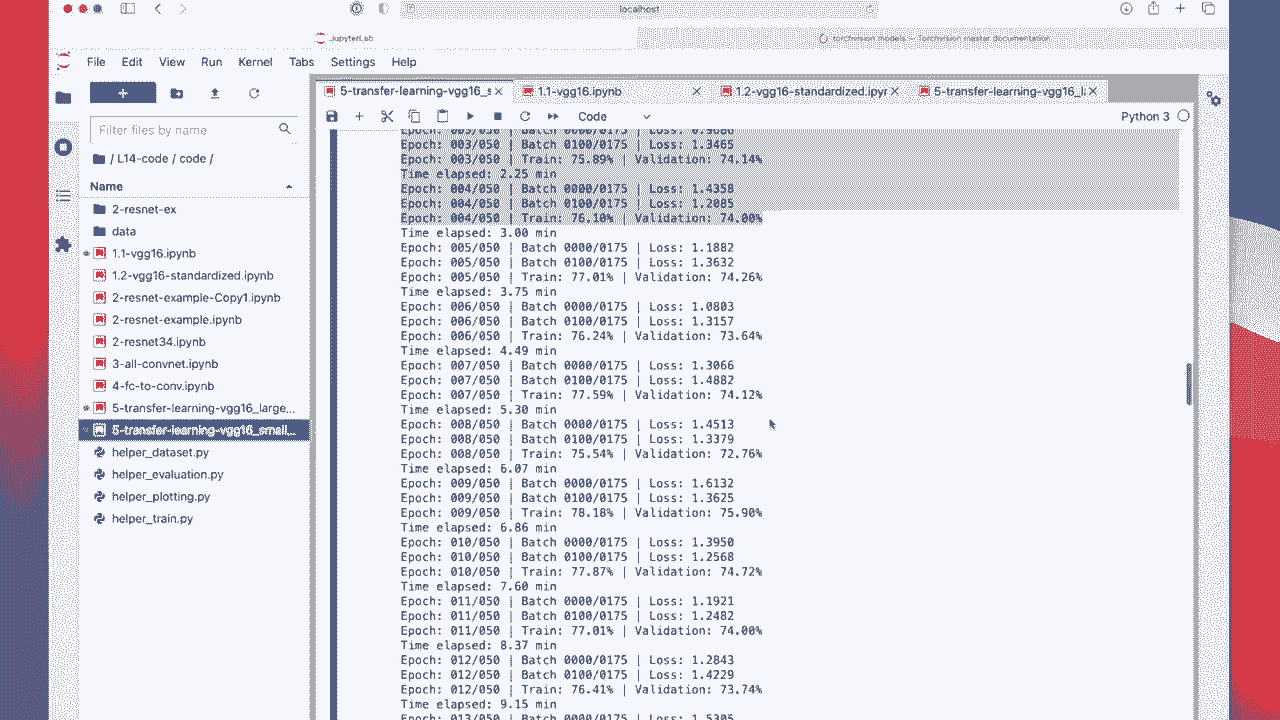 localhost
JupyterLab
torchvision.models — Torchvision master documentation
File Edit View Run Kernel Tabs Settings Help
5-transfer-learning-vgg16_s
1.1-vgg16.ipynb
1.2-vgg16-standardized.ipyr
5-transfer-learning-vgg16_l
Code
Python 3
Filter files by name
/ L14-code / code /
Name
2-resnet-ex
data
1.1-vgg16.ipynb
1.2-vgg16-standardized.ipynb
2-resnet-example-Copy1.ipynb
2-resnet-example.ipynb
2-resnet34.ipynb
3-all-convnet.ipynb
4-fc-to-conv.ipynb
5-transfer-learning-vgg16_large...
5-transfer-learning-vgg16_small...
helper_dataset.py
helper_evaluation.py
helper_plotting.py
helper_train.py
Epoch: 003/050 | Batch 0000/0175 | Loss:
Epoch: 003/050 | Batch 0100/0175 | Loss: 1.3465
Epoch: 003/050 | Train: 75.89% | Validation: 74.14%
Time elapsed: 2.25 min
Epoch: 004/050 | Batch 0000/0175 | Loss: 1.4358
Epoch: 004/050 | Batch 0100/0175 | Loss: 1.2085
Epoch: 004/050 | Train: 76.10% | Validation: 74.00%
Time elapsed: 3.00 min
Epoch: 005/050 | Batch 0000/0175 | Loss: 1.1882
Epoch: 005/050 | Batch 0100/0175 | Loss: 1.3632
Epoch: 005/050 | Train: 77.01% | Validation: 74.26%
Time elapsed: 3.75 min
Epoch: 006/050 | Batch 0000/0175 | Loss: 1.0803
Epoch: 006/050 | Batch 0100/0175 | Loss: 1.3157
Epoch: 006/050 | Train: 76.24% | Validation: 73.64%
Time elapsed: 4.49 min
Epoch: 007/050 | Batch 0000/0175 | Loss: 1.3066
Epoch: 007/050 | Batch 0100/0175 | Loss: 1.4882
Epoch: 007/050 | Train: 77.59% | Validation: 74.12%
Time elapsed: 5.30 min
Epoch: 008/050 | Batch 0000/0175 | Loss: 1.4513
Epoch: 008/050 | Batch 0100/0175 | Loss: 1.3379
Epoch: 008/050 | Train: 75.54% | Validation: 72.76%
Time elapsed: 6.07 min
Epoch: 009/050 | Batch 0000/0175 | Loss: 1.6132
Epoch: 009/050 | Batch 0100/0175 | Loss: 1.3625
Epoch: 009/050 | Train: 78.18% | Validation: 75.90%
Time elapsed: 6.86 min
Epoch: 010/050 | Batch 0000/0175 | Loss: 1.3950
Epoch: 010/050 | Batch 0100/0175 | Loss: 1.2568
Epoch: 010/050 | Train: 77.87% | Validation: 74.72%
Time elapsed: 7.60 min
Epoch: 011/050 | Batch 0000/0175 | Loss: 1.1921
Epoch: 011/050 | Batch 0100/0175 | Loss: 1.2482
Epoch: 011/050 | Train: 77.01% | Validation: 74.06%
Time elapsed: 8.37 min
Epoch: 012/050 | Batch 0000/0175 | Loss: 1.2843
Epoch: 012/050 | Batch 0100/0175 | Loss: 1.4229
Epoch: 012/050 | Train: 76.41% | Validation: 73.74%
Time elapsed: 9.15 min
Epoch: 013/050 | Batch 0000/0175 | Loss: 1.5305